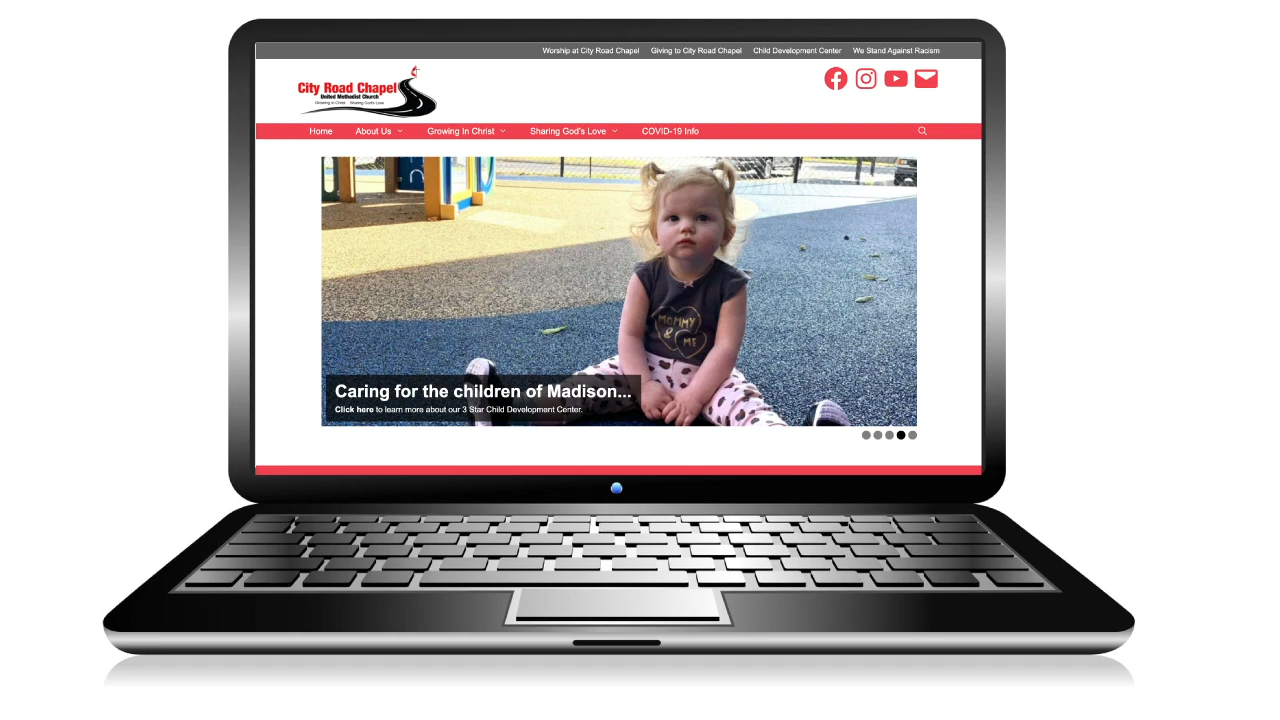 Worship at City Road Chapel Giving to City Road Chapel Child Development Center We Stand Against Racism
City Road Chapel
United Methodist Church
Growing in Christ Sharing God's Love
Home About Us Growing In Christ Sharing God's Love COVID-19 Info
MOMMY
& ME
Caring for the children of Madison...
Click here to learn more about our 3 Star Child Development Center.